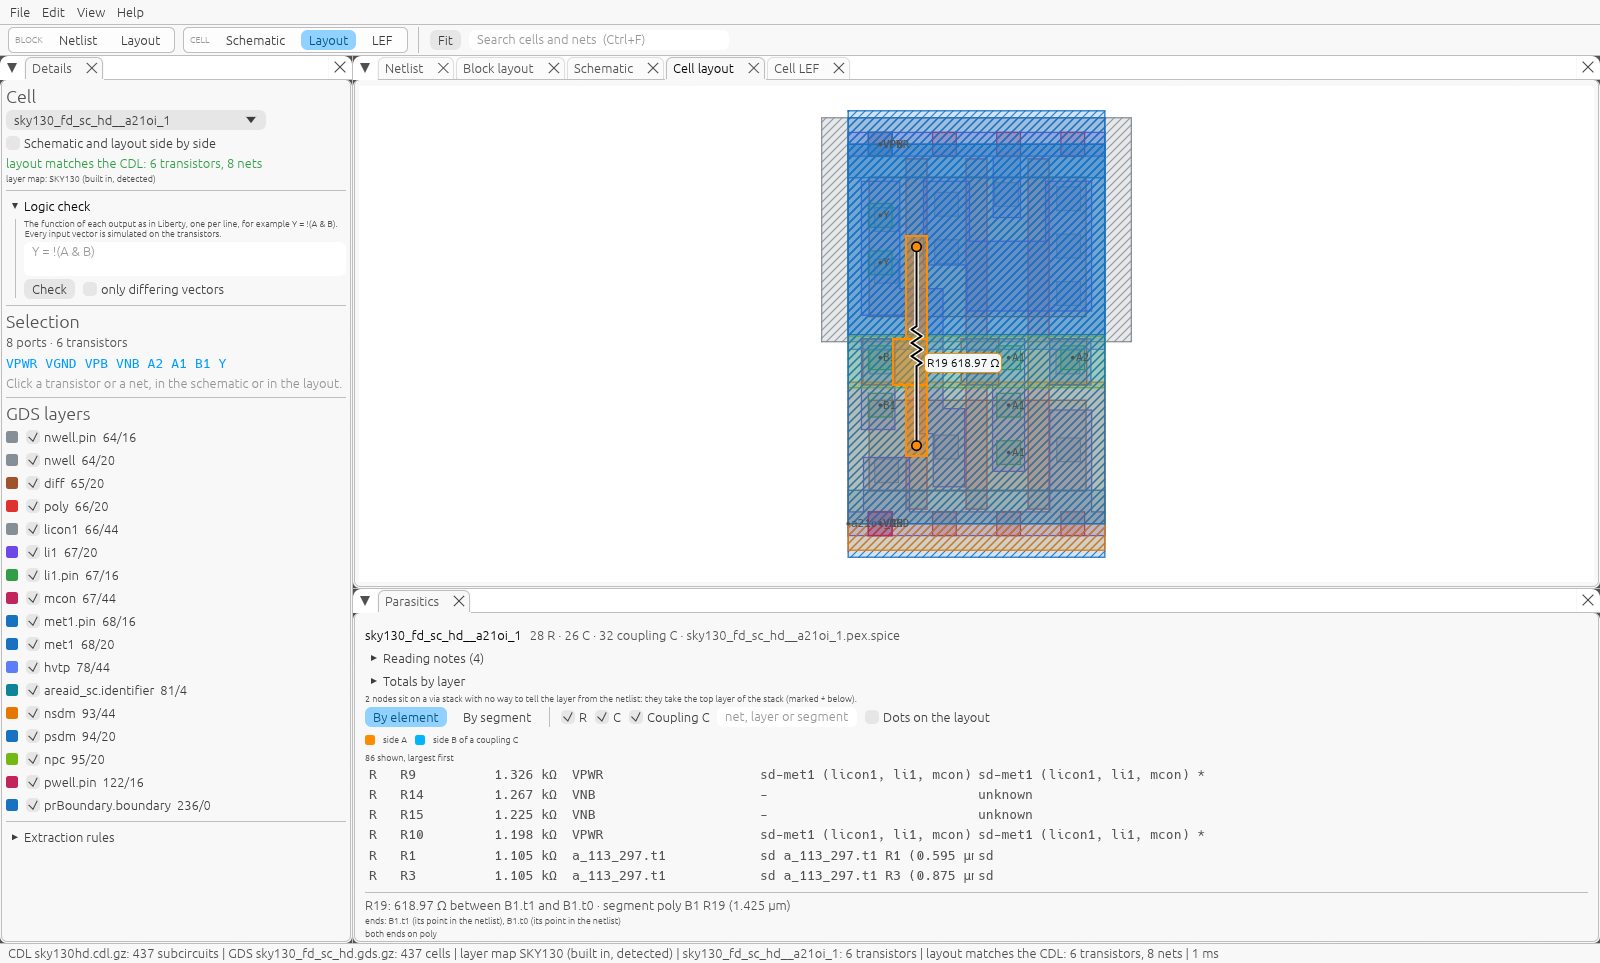 File Edit View Help
BLOCK Netlist Layout CELL Schematic Layout LEF Fit Search cells and nets (Ctrl+F)
Details
Netlist Block layout Schematic Cell layout Cell LEF
Cell
sky130_fd_sc_hd__a21oi_1
Schematic and layout side by side
layout matches the CDL: 6 transistors, 8 nets
layer map: SKY130 (built in, detected)
Logic check
The function of each output as in Liberty, one per line, for example Y = !(A & B).
Every input vector is simulated on the transistors.
Y = !(A & B)
Check only differing vectors
Selection
8 ports · 6 transistors
VPWR VGND VPB VNB A2 A1 B1 Y
Click a transistor or a net, in the schematic or in the layout.
GDS layers
nwell.pin 64/16
nwell 64/20
diff 65/20
poly 66/20
licon1 66/44
li1 67/20
li1.pin 67/16
mcon 67/44
met1.pin 68/16
met1 68/20
hvtp 78/44
areaid_sc.identifier 81/4
nsdm 93/44
psdm 94/20
npc 95/20
pwell.pin 122/16
prBoundary.boundary 236/0
Extraction rules
VPWR
Y
Y
A1 A2
R19 618.97 Ω
B1 A1
A1
Parasitics
sky130_fd_sc_hd__a21oi_1 28 R · 26 C · 32 coupling C · sky130_fd_sc_hd__a21oi_1.pex.spice
Reading notes (4)
Totals by layer
2 nodes sit on a via stack with no way to tell the layer from the netlist: they take the top layer of the stack (marked + below).
By element By segment R C Coupling C net, layer or segment Dots on the layout
side A side B of a coupling C
86 shown, largest first
R R9 1.326 kΩ VPWR sd-met1 (licon1, li1, mcon) sd-met1 (licon1, li1, mcon) *
R R14 1.267 kΩ VNB – unknown
R R15 1.225 kΩ VNB – unknown
R R10 1.198 kΩ VPWR sd-met1 (licon1, li1, mcon) sd-met1 (licon1, li1, mcon) *
R R1 1.105 kΩ a_113_297.t1 sd a_113_297.t1 R1 (0.595 μm sd
R R3 1.105 kΩ a_113_297.t1 sd a_113_297.t1 R3 (0.875 μm sd
R19: 618.97 Ω between B1.t1 and B1.t0 · segment poly B1 R19 (1.425 μm)
ends: B1.t1 (its point in the netlist), B1.t0 (its point in the netlist)
both ends on poly
CDL sky130hd.cdl.gz: 437 subcircuits | GDS sky130_fd_sc_hd.gds.gz: 437 cells | layer map SKY130 (built in, detected) | sky130_fd_sc_hd__a21oi_1: 6 transistors | layout matches the CDL: 6 transistors, 8 nets | 1 ms